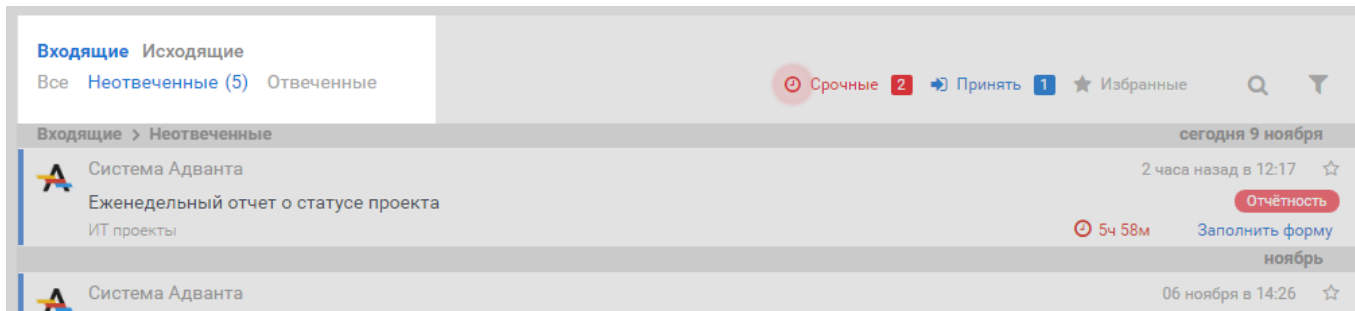 Входящие Исходящие
Все Неотвеченные (5) Отвеченные
Срочные 2 Принять 1 Избранные
Входящие > Неотвеченные сегодня 9 ноября
Система Адванта 2 часа назад в 12:17
Еженедельный отчет о статусе проекта Отчётность
ИТ проекты 5ч 58м Заполнить форму
ноябрь
Система Адванта 06 ноября в 14:26